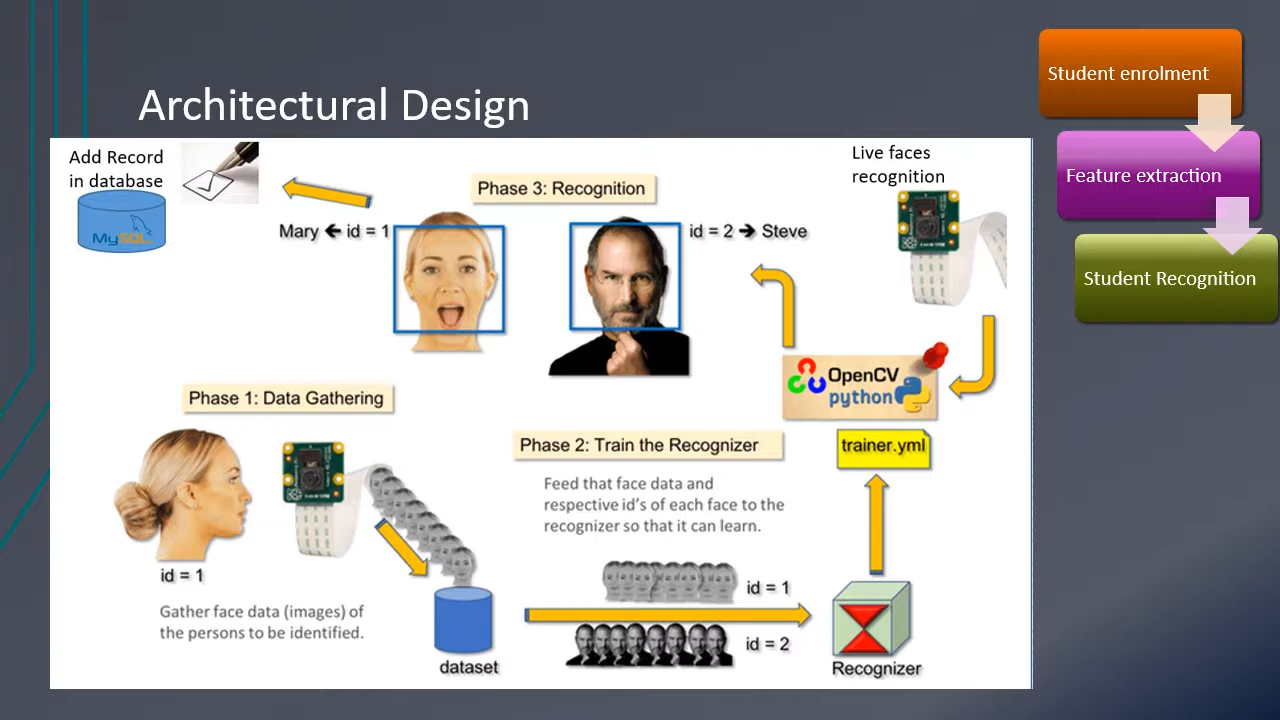 Architectural Design
Student enrolment
Feature extraction
Student Recognition
Add Record
in database
MySQL
Phase 3: Recognition
Live faces
recognition
Mary 🡸 id = 1
id = 2 ➔ Steve
OpenCV
python
Phase 1: Data Gathering
Phase 2: Train the Recognizer
trainer.yml
Feed that face data and
respective id’s of each face to the
recognizer so that it can learn.
id = 1
Gather face data (images) of
the persons to be identified.
dataset
id = 1
id = 2
Recognizer